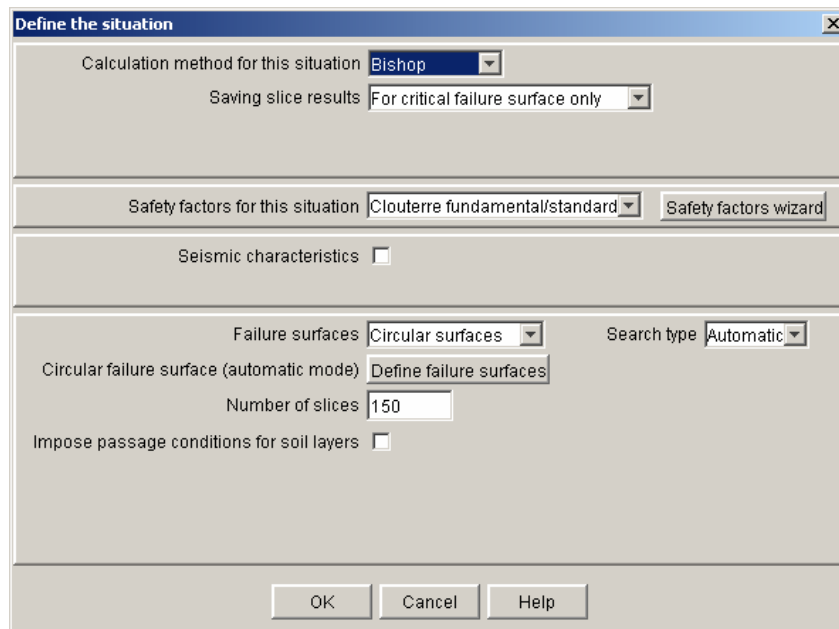 Define the situation
Calculation method for this situation Bishop
Saving slice results For critical failure surface only
Safety factors for this situation Clouterre fundamental/standard Safety factors wizard
Seismic characteristics
Failure surfaces Circular surfaces Search type Automatic
Circular failure surface (automatic mode) Define failure surfaces
Number of slices 150
Impose passage conditions for soil layers
OK Cancel Help